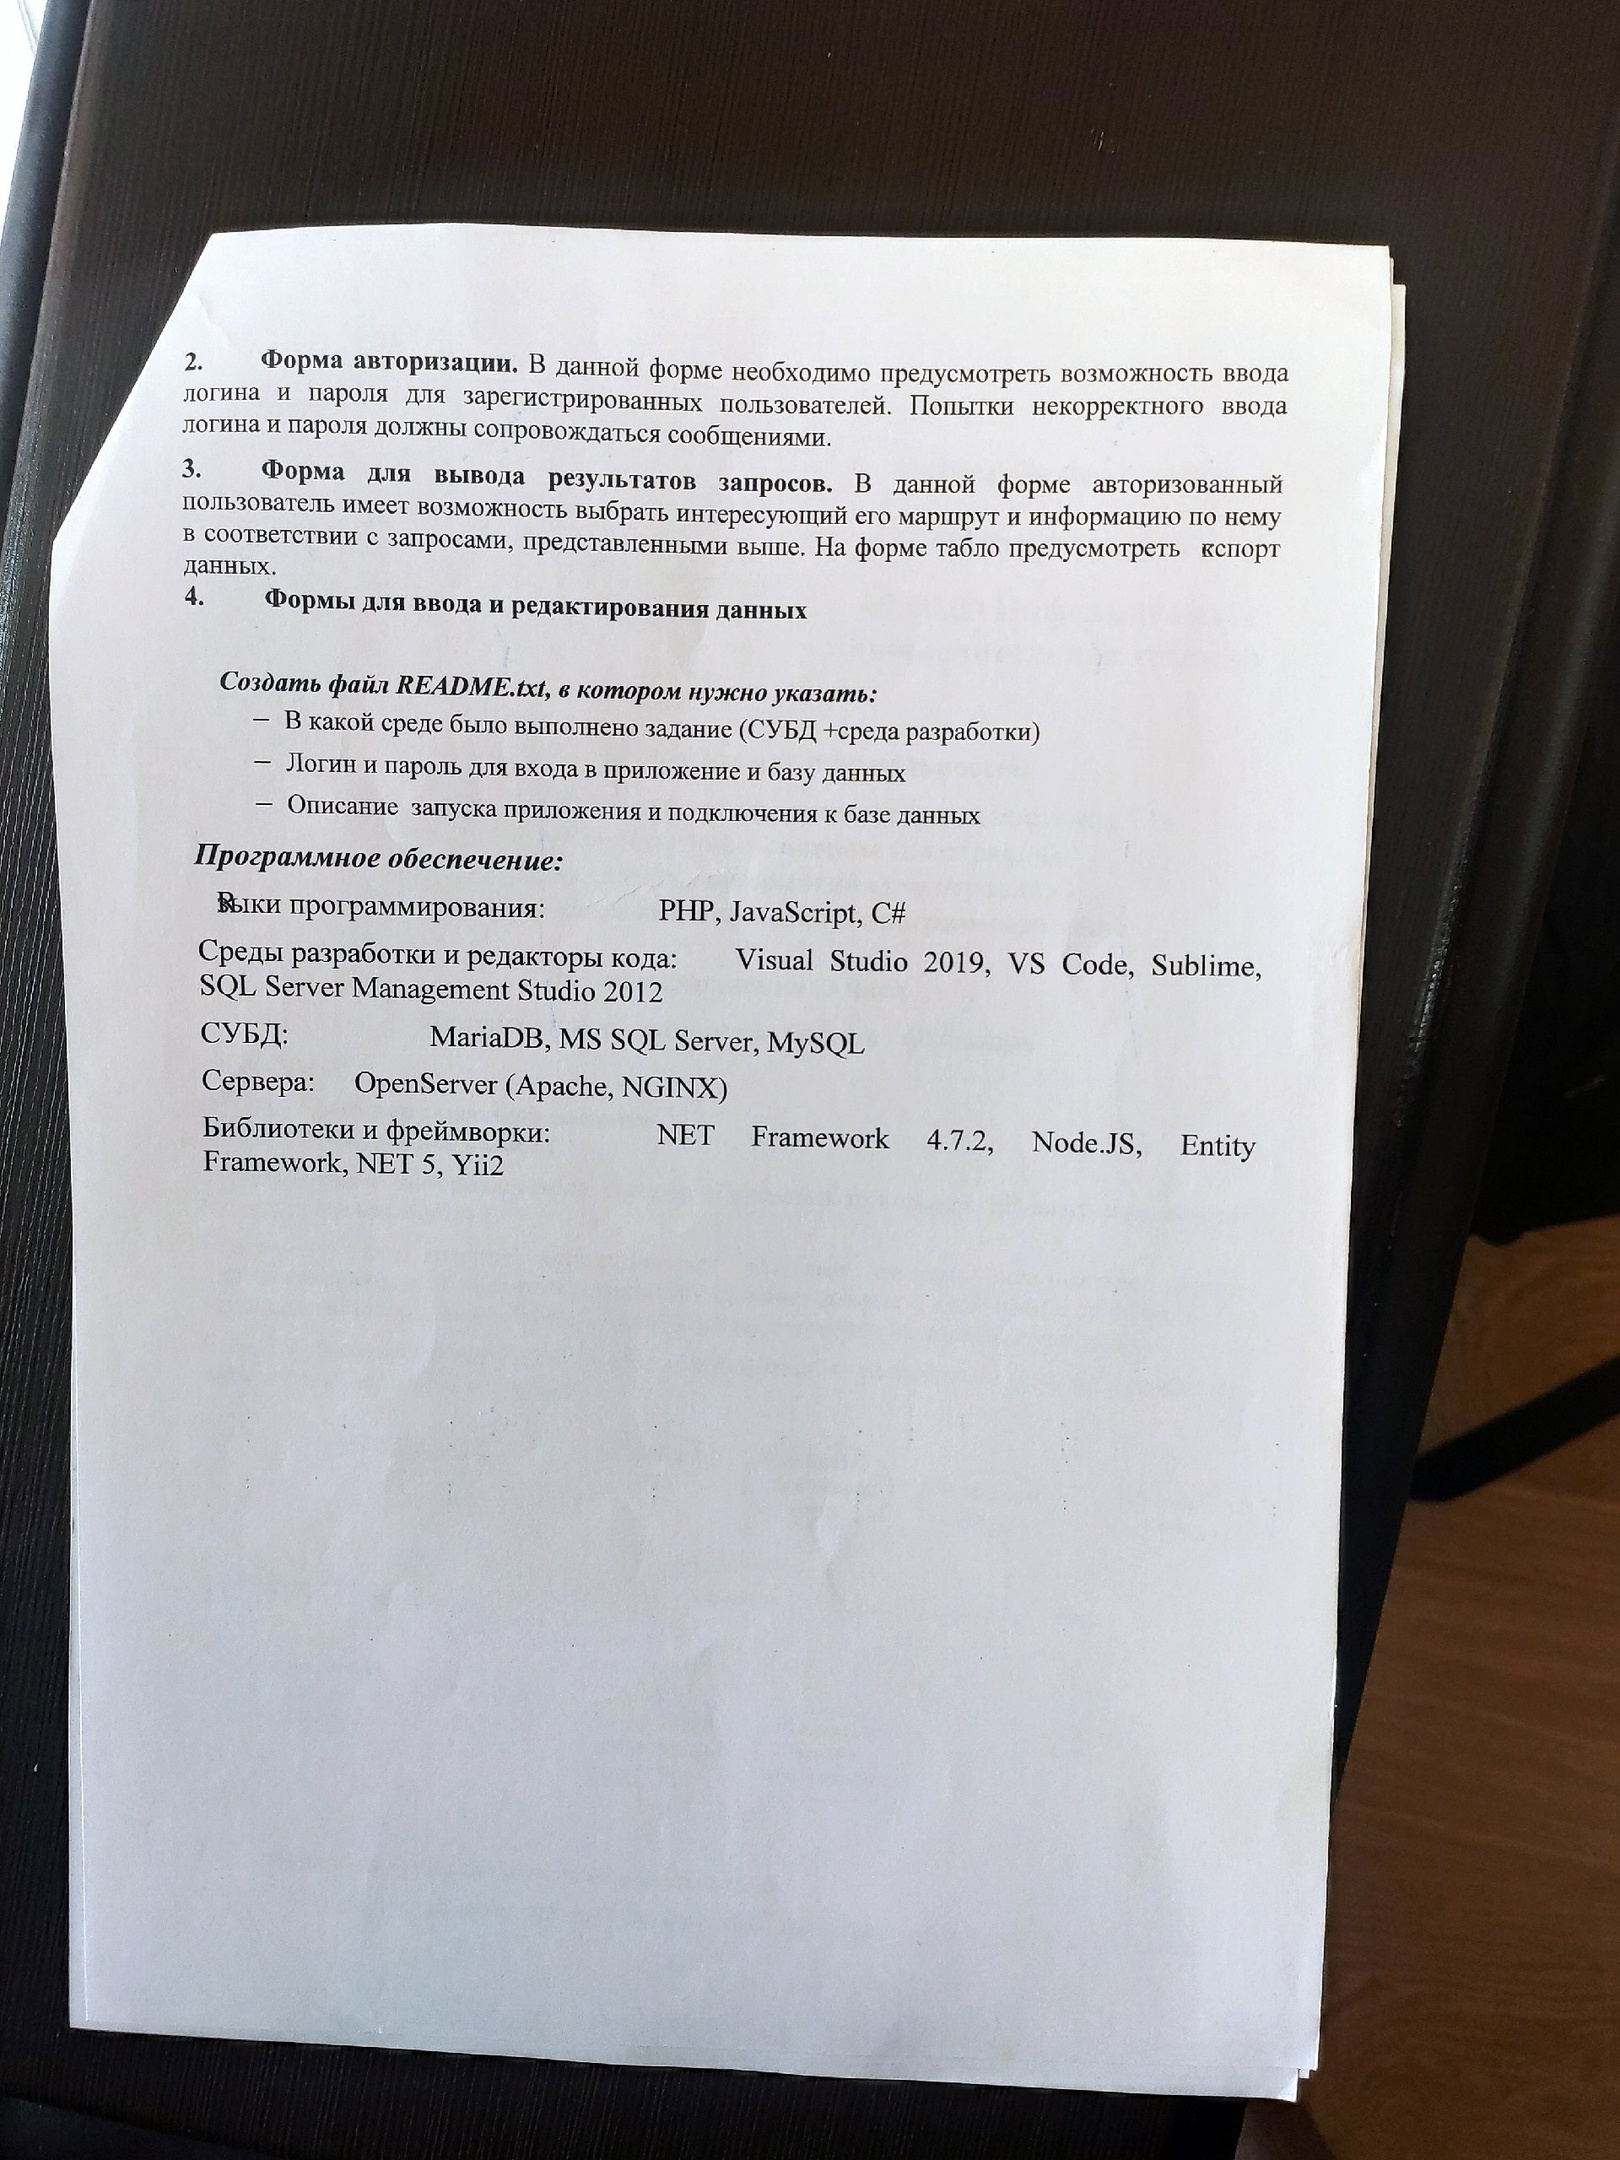 2. Форма авторизации. В данной форме необходимо предусмотреть возможность ввода
логина и пароля для зарегистрированных пользователей. Попытки некорректного ввода
логина и пароля должны сопровождаться сообщениями.
3. Форма для вывода результатов запросов. В данной форме авторизованный
пользователь имеет возможность выбрать интересующий его маршрут и информацию по нему
в соответствии с запросами, представленными выше. На форме табло предусмотреть кспорт
данных.
4. Формы для ввода и редактирования данных
Создать файл README.txt, в котором нужно указать:
– В какой среде было выполнено задание (СУБД +среда разработки)
– Логин и пароль для входа в приложение и базу данных
– Описание запуска приложения и подключения к базе данных
Программное обеспечение:
программирования: PHP, JavaScript, C#
Среды разработки и редакторы кода: Visual Studio 2019, VS Code, Sublime,
SQL Server Management Studio 2012
СУБД: MariaDB, MS SQL Server, MySQL
Сервера: OpenServer (Apache, NGINX)
Библиотеки и фреймворки: NET Framework 4.7.2, Node.JS, Entity
Framework, NET 5, Yii2